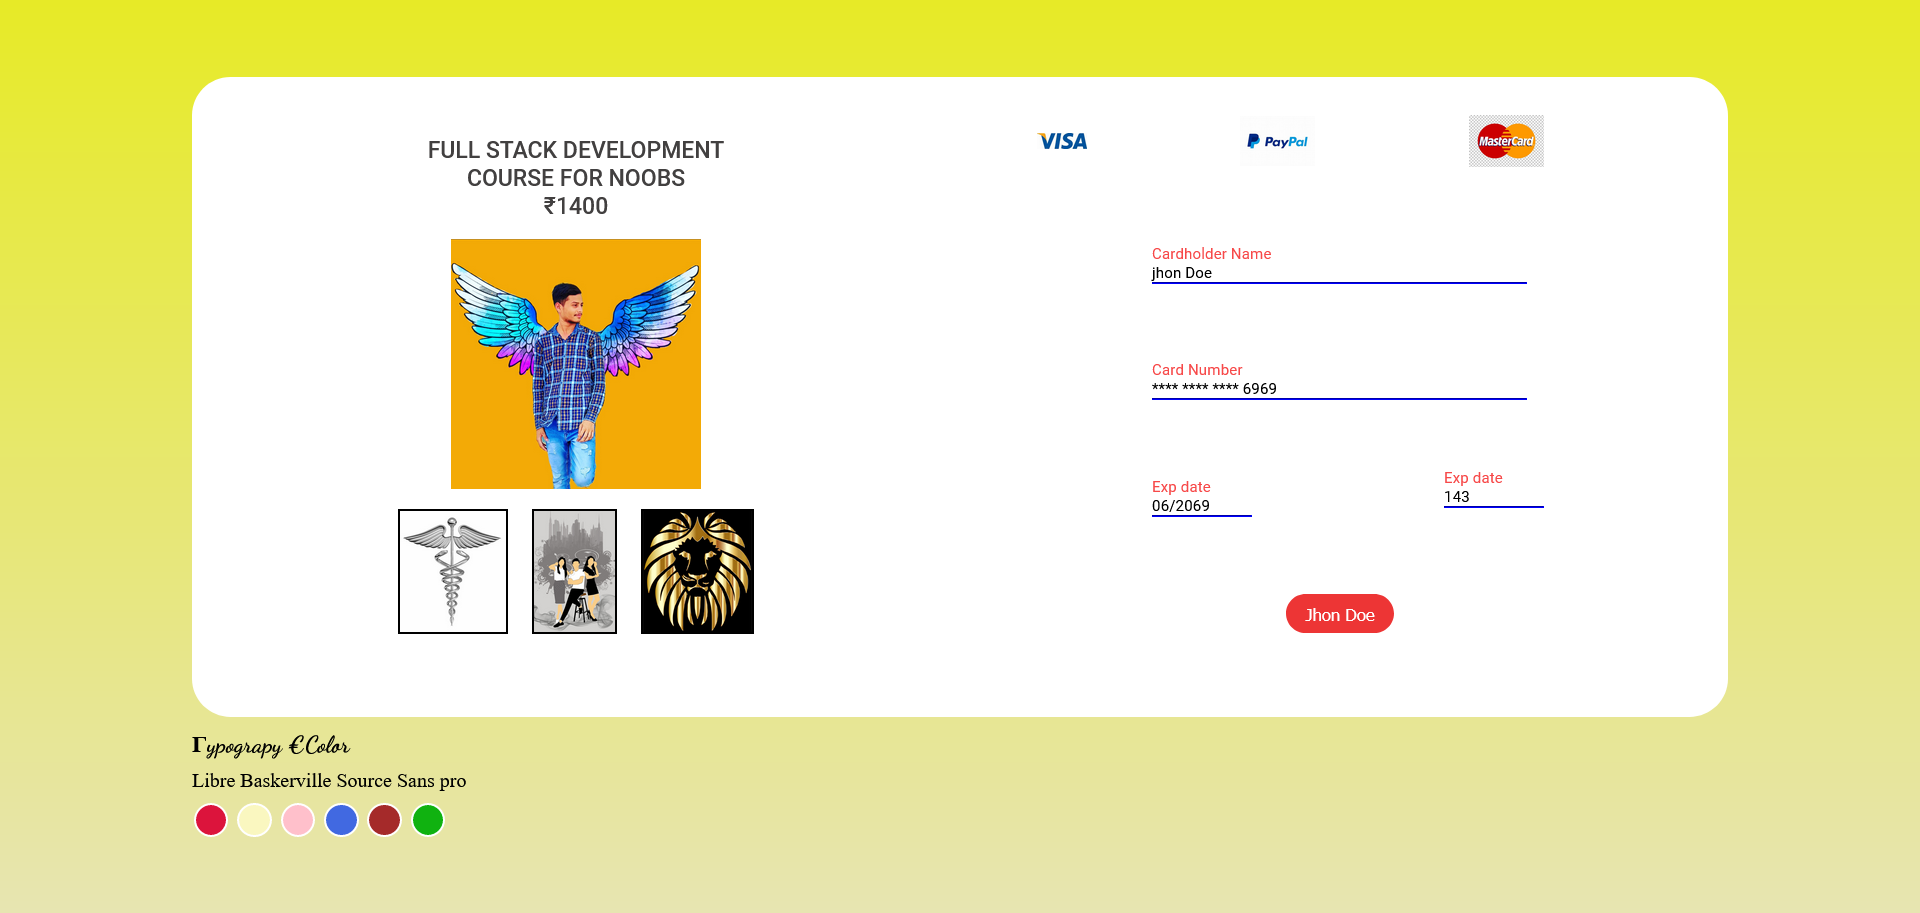 FULL STACK DEVELOPMENT
COURSE FOR NOOBS
₹1400
VISA
PayPal
MasterCard
Cardholder Name
jhon Doe
Card Number
**** **** **** 6969
Exp date
06/2069
Exp date
143
Jhon Doe
Γypograpy €Color
Libre Baskerville Source Sans pro